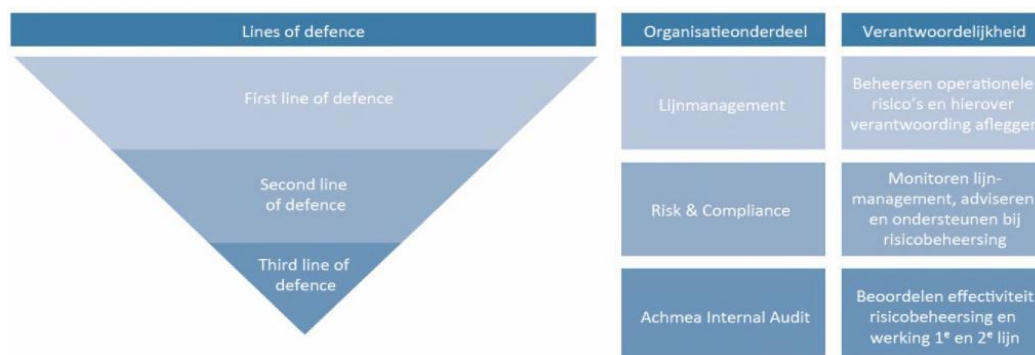 Lines of defence
Organisatieonderdeel
Verantwoordelijkheid
First line of defence
Lijnmanagement
Beheersen operationele
risico's en hierover
verantwoording afleggen
Second line
of defence
Risk & Compliance
Monitoren lijn-
management, adviseren
en ondersteunen bij
risicobeheersing
Third line of
defence
Achmea Internal Audit
Beoordelen effectiviteit
risicobeheersing en
werking 1ᵉ en 2ᵉ lijn